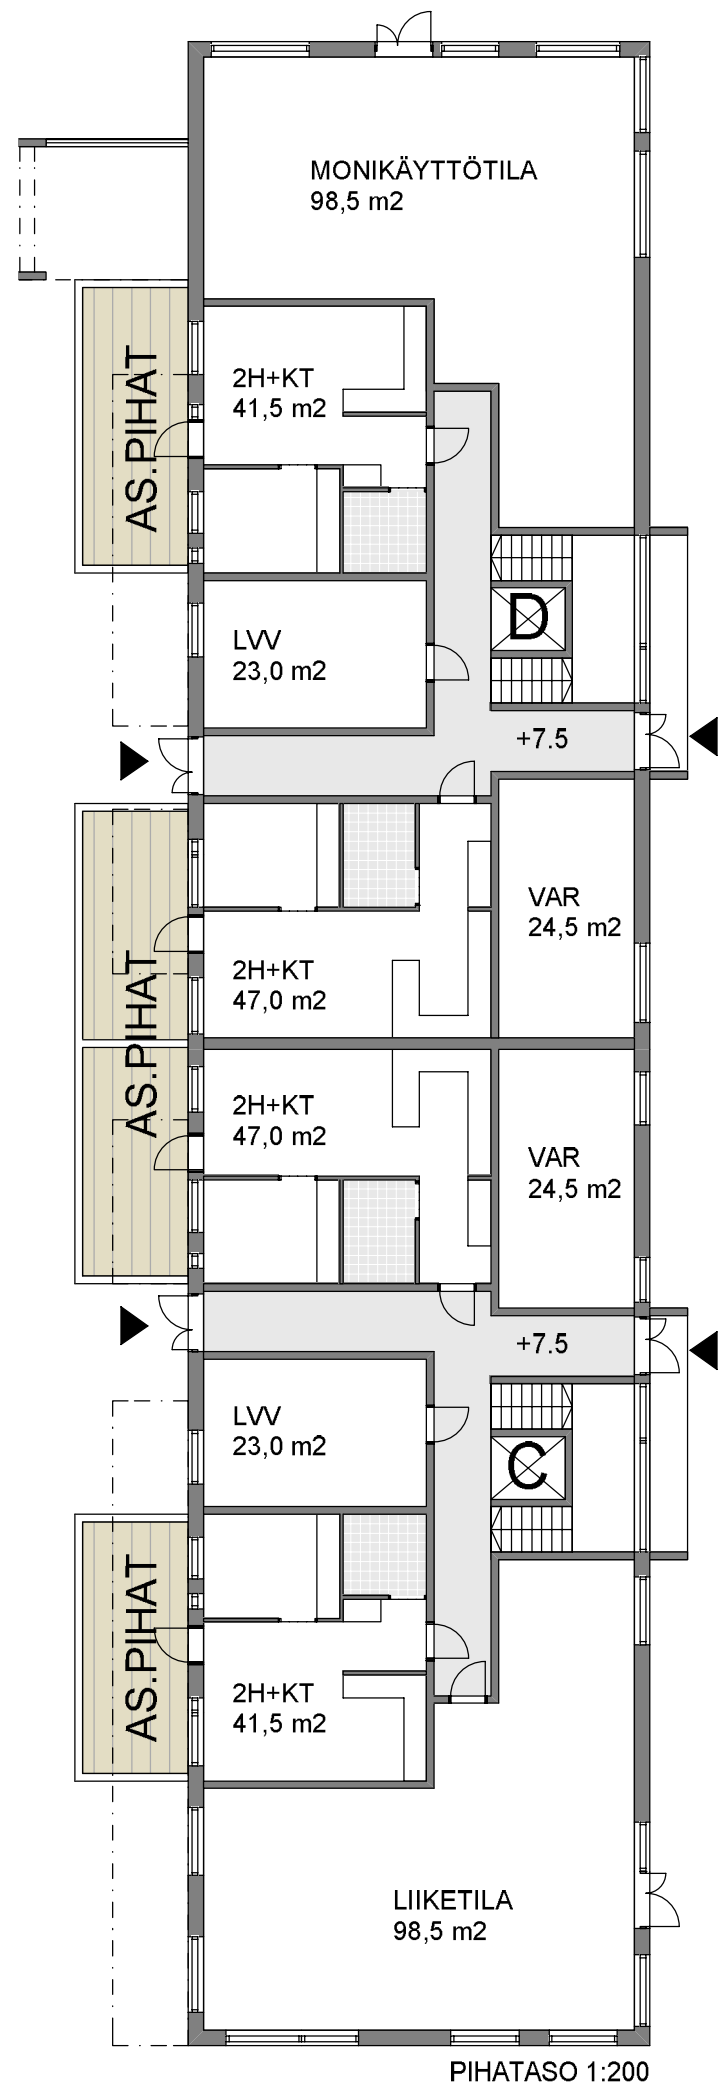 MONIKÄYTTÖTILA
98,5 m2
AS.PIHAT
2H+KT
41,5 m2
D
LVV
23,0 m2
+7.5
VAR
24,5 m2
AS.PIHAT
2H+KT
47,0 m2
2H+KT
47,0 m2
VAR
24,5 m2
+7.5
LVV
23,0 m2
C
AS.PIHAT
2H+KT
41,5 m2
LIIKETILA
98,5 m2
PIHATASO 1:200